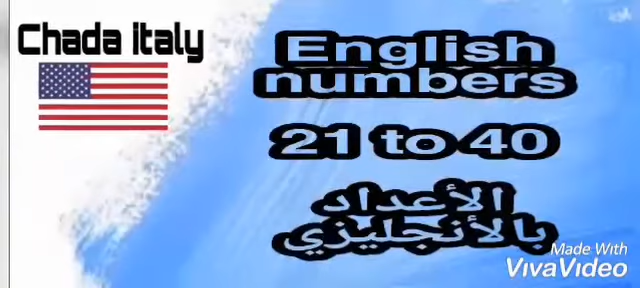 Chada italy
English
numbers
21 to 40
الأعداد
بالأنجليزي
Made With
VivaVideo